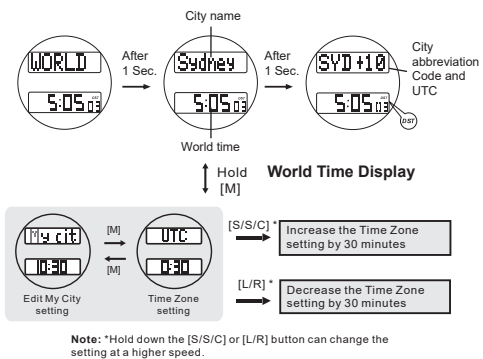 City name
After
1 Sec.
After
1 Sec.
City
abbreviation
Code and
UTC
WORLD
DST
5:05 03
Sydney
DST
5:05 03
SYD +10
DST
5:05 03
DST
World time
Hold
[M]
World Time Display
[M]
[M]
My cit
10:30
UTC
0:30
Edit My City
setting
Time Zone
setting
[S/S/C] *
Increase the Time Zone
setting by 30 minutes
[L/R] *
Decrease the Time Zone
setting by 30 minutes
Note: *Hold down the [S/S/C] or [L/R] button can change the
setting at a higher speed.